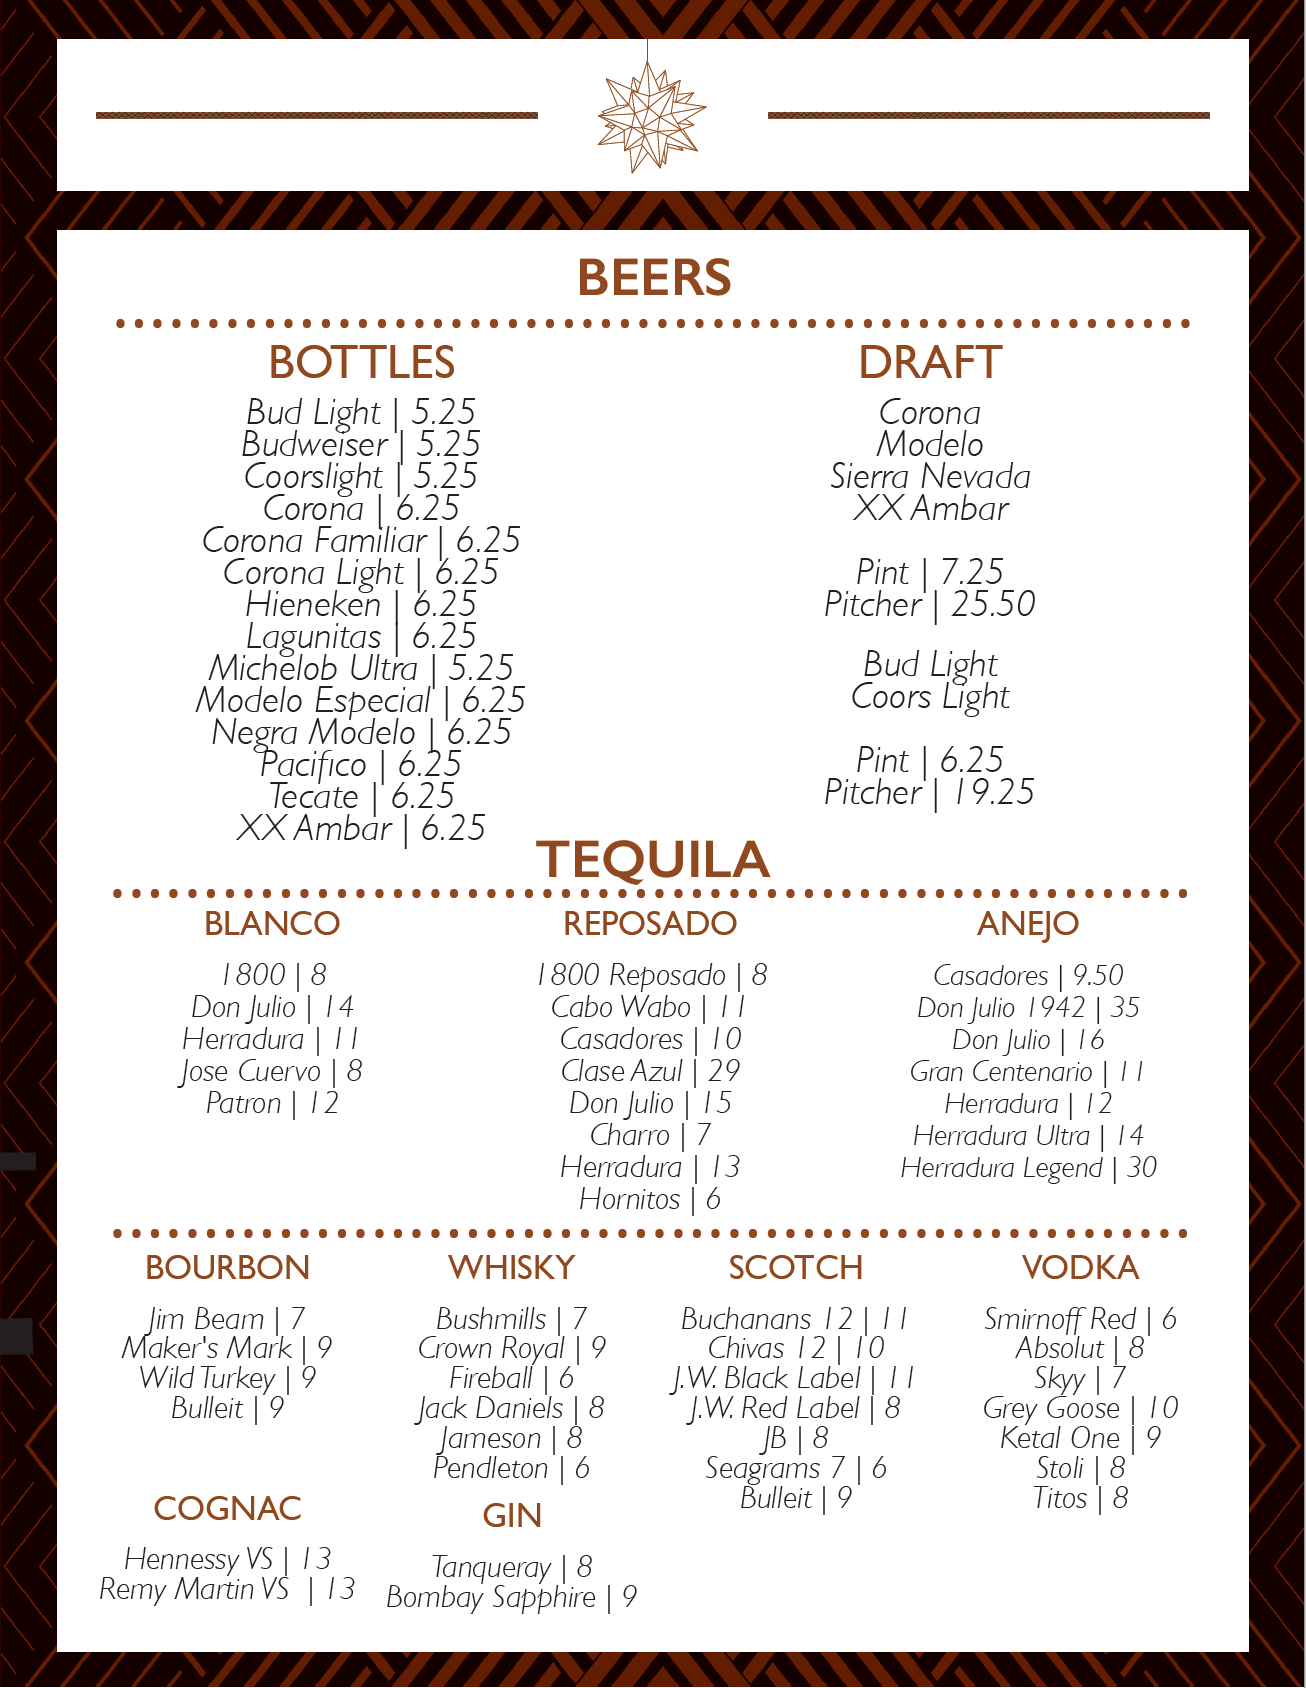 BEERS
BOTTLES
Bud Light | 5.25
Budweiser | 5.25
Coorslight | 5.25
Corona | 6.25
Corona Familiar | 6.25
Corona Light | 6.25
Hieneken | 6.25
Lagunitas | 6.25
Michelob Ultra | 5.25
Modelo Especial | 6.25
Negra Modelo | 6.25
Pacifico | 6.25
Tecate | 6.25
XX Ambar | 6.25
DRAFT
Corona
Modelo
Sierra Nevada
XX Ambar
Pint | 7.25
Pitcher | 25.50
Bud Light
Coors Light
Pint | 6.25
Pitcher | 19.25
TEQUILA
BLANCO
1800 | 8
Don Julio | 14
Herradura | 11
Jose Cuervo | 8
Patron | 12
REPOSADO
1800 Reposado | 8
Cabo Wabo | 11
Casadores | 10
Clase Azul | 29
Don Julio | 15
Charro | 7
Herradura | 13
Hornitos | 6
ANEJO
Casadores | 9.50
Don Julio 1942 | 35
Don Julio | 16
Gran Centenario | 11
Herradura | 12
Herradura Ultra | 14
Herradura Legend | 30
BOURBON
Jim Beam | 7
Maker's Mark | 9
Wild Turkey | 9
Bulleit | 9
WHISKY
Bushmills | 7
Crown Royal | 9
Fireball | 6
Jack Daniels | 8
Jameson | 8
Pendleton | 6
SCOTCH
Buchanans 12 | 11
Chivas 12 | 10
J.W. Black Label | 11
J.W. Red Label | 8
JB | 8
Seagrams 7 | 6
Bulleit | 9
VODKA
Smirnoff Red | 6
Absolut | 8
Skyy | 7
Grey Goose | 10
Ketal One | 9
Stoli | 8
Titos | 8
COGNAC
Hennessy VS | 13
Remy Martin VS | 13
GIN
Tanqueray | 8
Bombay Sapphire | 9